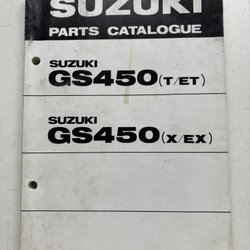 SUZUKI
PARTS CATALOGUE
SUZUKI
GS450(T/ET)
SUZUKI
GS450(X/EX)